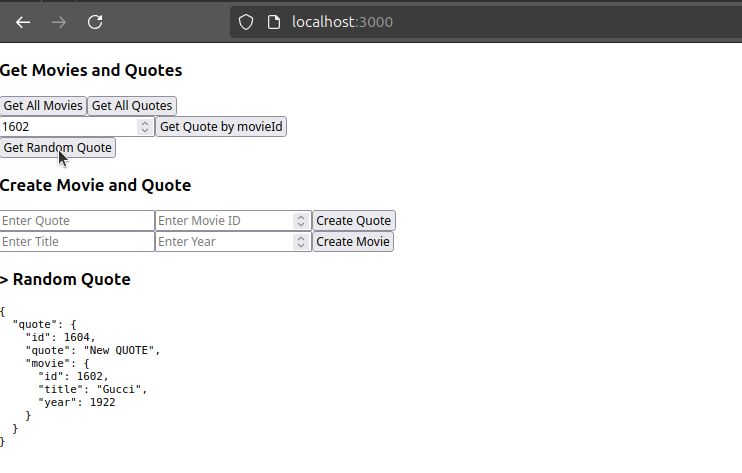 localhost:3000
Get Movies and Quotes
Get All Movies Get All Quotes
1602 Get Quote by movieId
Get Random Quote
Create Movie and Quote
Enter Quote Enter Movie ID Create Quote
Enter Title Enter Year Create Movie
> Random Quote
{
  "quote": {
    "id": 1604,
    "quote": "New QUOTE",
    "movie": {
      "id": 1602,
      "title": "Gucci",
      "year": 1922
    }
  }
}